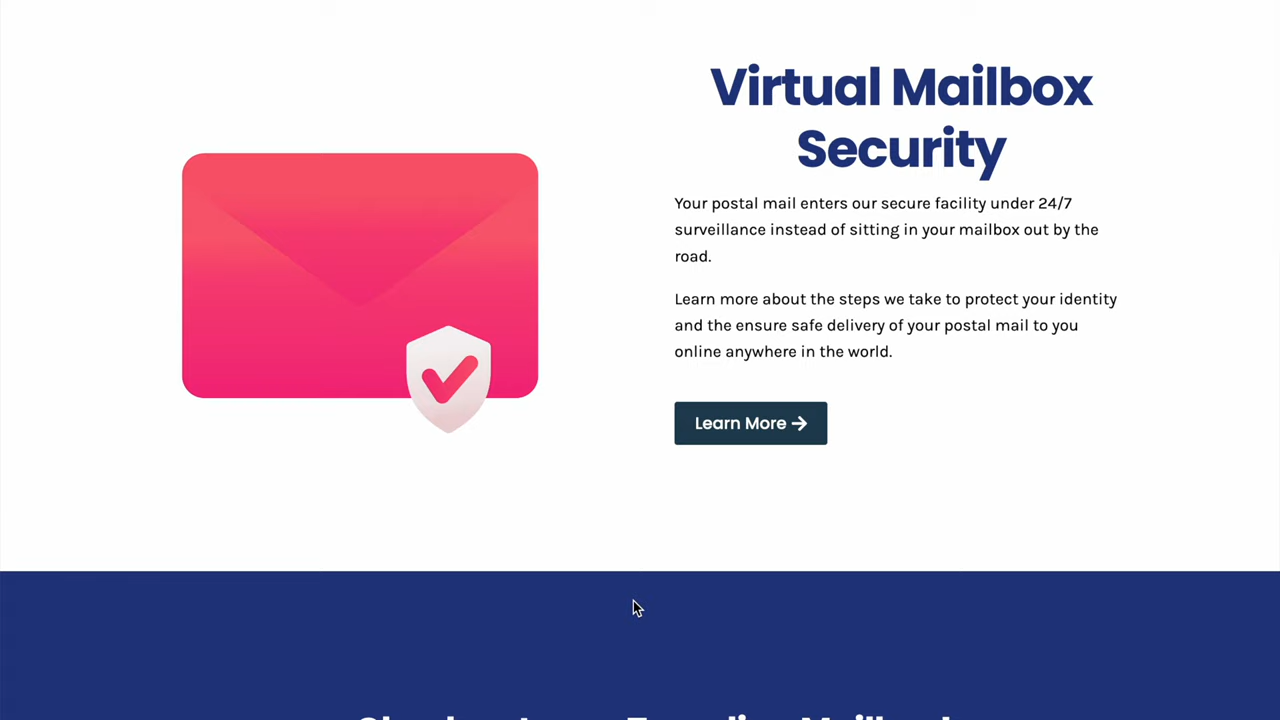 Virtual Mailbox
Security
Your postal mail enters our secure facility under 24/7
surveillance instead of sitting in your mailbox out by the
road.
Learn more about the steps we take to protect your identity
and the ensure safe delivery of your postal mail to you
online anywhere in the world.
Learn More →